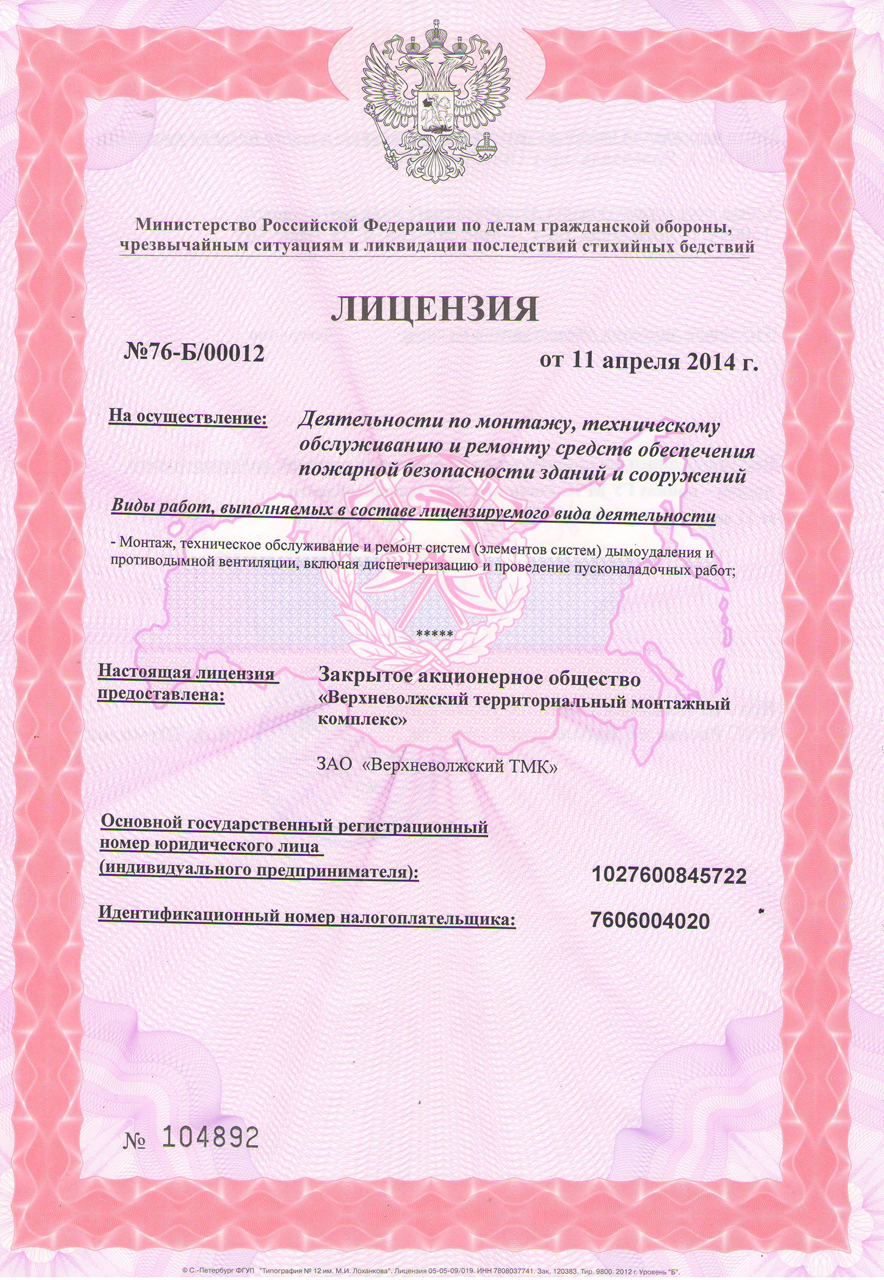 Министерство Российской Федерации по делам гражданской обороны,
чрезвычайным ситуациям и ликвидации последствий стихийных бедствий
ЛИЦЕНЗИЯ
№76-Б/00012
от 11 апреля 2014 г.
На осуществление: Деятельности по монтажу, техническому
обслуживанию и ремонту средств обеспечения
пожарной безопасности зданий и сооружений
Виды работ, выполняемых в составе лицензируемого вида деятельности
- Монтаж, техническое обслуживание и ремонт систем (элементов систем) дымоудаления и
противодымной вентиляции, включая диспетчеризацию и проведение пусконаладочных работ;
*****
Настоящая лицензия Закрытое акционерное общество
предоставлена: «Верхневолжский территориальный монтажный
комплекс»
ЗАО «Верхневолжский ТМК»
Основной государственный регистрационный
номер юридического лица
(индивидуального предпринимателя): 1027600845722
Идентификационный номер налогоплательщика: 7606004020
№ 104892
© С.-Петербург ФГУП "Типография № 12 им. М.И. Лоханкова". Лицензия 05-05-09/019. ИНН 7808037741. Зак. 120383. Тир. 9800. 2012 г. Уровень "Б".